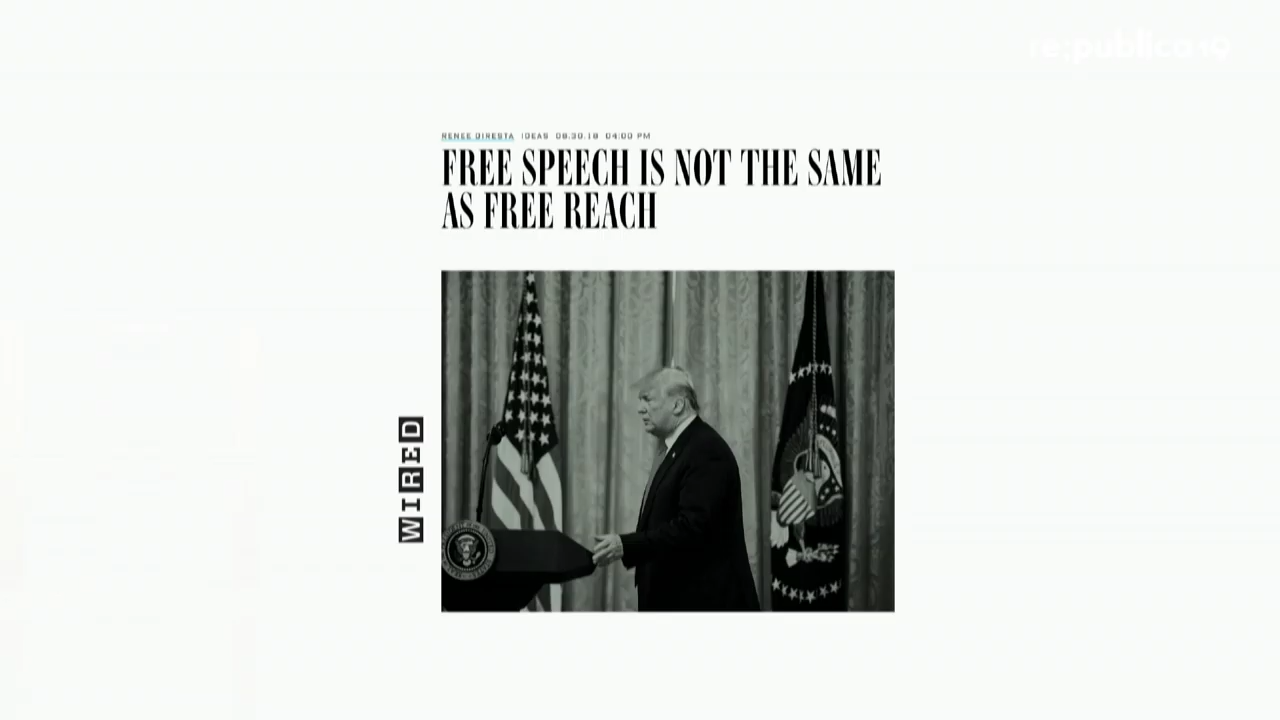 re;publica 19
RENEE DIRESTA IDEAS 08.30.18 04:00 PM
FREE SPEECH IS NOT THE SAME
AS FREE REACH
WIRED